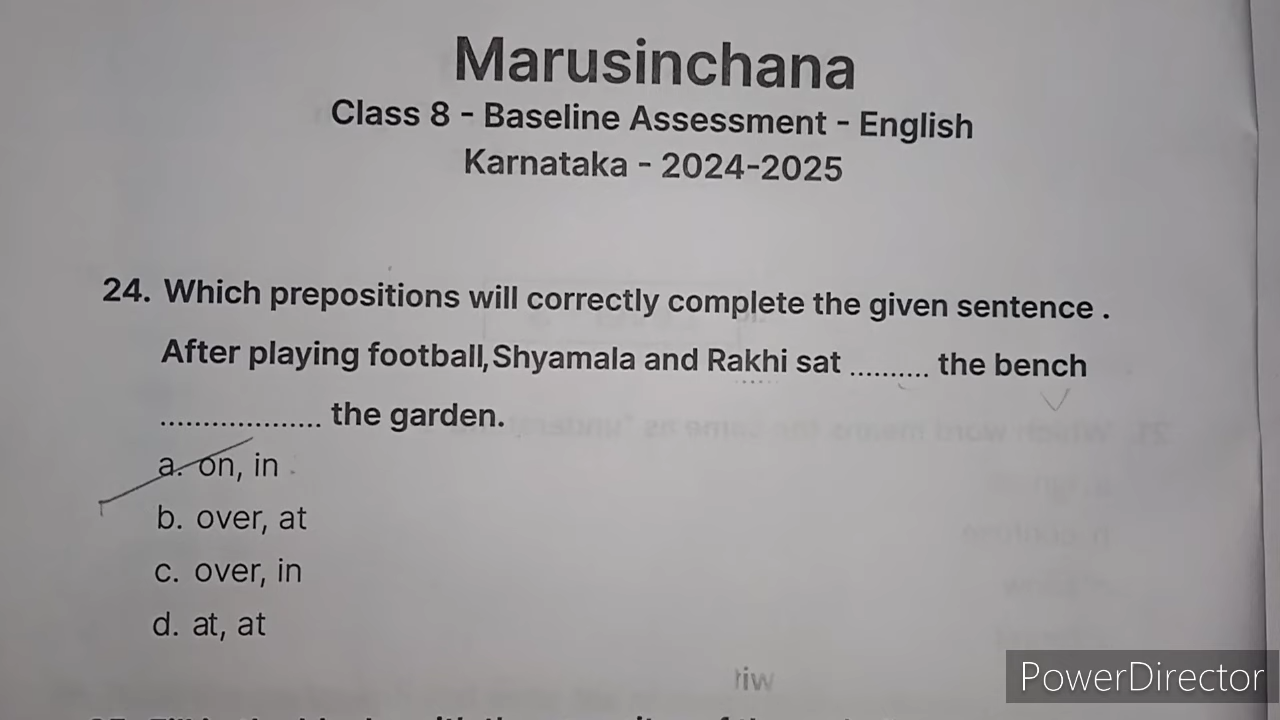 Marusinchana
Class 8 - Baseline Assessment - English
Karnataka - 2024-2025
24. Which prepositions will correctly complete the given sentence .
After playing football, Shyamala and Rakhi sat .......... the bench
.................... the garden.
a. on, in
b. over, at
c. over, in
d. at, at
PowerDirector